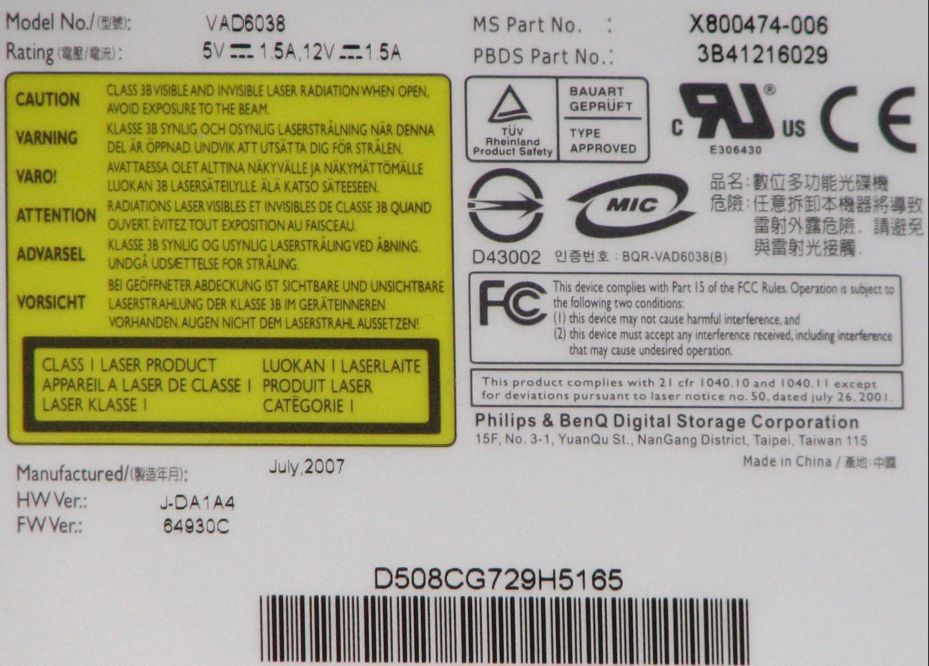 Model No./(型號): VAD6038
Rating (電壓/電流): 5V 1.5A,12V 1.5A
MS Part No. : X800474-006
PBDS Part No.: 3B41216029
CAUTION CLASS 3B VISIBLE AND INVISIBLE LASER RADIATION WHEN OPEN,
AVOID EXPOSURE TO THE BEAM.
VARNING KLASSE 3B SYNLIG OCH OSYNLIG LASERSTRÅLNING NÄR DENNA
DEL ÄR ÖPPNAD. UNDVIK ATT UTSÄTTA DIG FÖR STRÅLEN.
VARO! AVATTAESSA OLET ALTTINA NÄKYVÄLLE JA NÄKYMÄTTÖMÄLLE
LUOKAN 3B LASERSÄTEILYLLE. ÄLÄ KATSO SÄTEESEEN.
ATTENTION RADIATIONS LASER VISIBLES ET INVISIBLES DE CLASSE 3B QUAND
OUVERT. ÉVITEZ TOUT EXPOSITION AU FAISCEAU.
ADVARSEL KLASSE 3B SYNLIG OG USYNLIG LASERSTRÅLING VED ÅBNING.
UNDGÅ UDSÆTTELSE FOR STRÅLING.
VORSICHT BEI GEÖFFNETER ABDECKUNG IST SICHTBARE UND UNSICHTBARE
LASERSTRAHLUNG DER KLASSE 3B IM GERÄTEINNEREN
VORHANDEN. AUGEN NICHT DEM LASERSTRAHL AUSSETZEN!
CLASS 1 LASER PRODUCT LUOKAN 1 LASERLAITE
APPAREIL A LASER DE CLASSE 1 PRODUIT LASER
LASER KLASSE 1 CATÉGORIE 1
TÜV
Rheinland
Product Safety
BAUART
GEPRÜFT
TYPE
APPROVED
C RU ® US
E306430
CE
D43002
MIC
인증번호 : BQR-VAD6038(B)
品名: 數位多功能光碟機
危險: 任意拆卸本機器將導致
雷射外露危險. 請避免
與雷射光接觸.
FC This device complies with Part 15 of the FCC Rules. Operation is subject to
the following two conditions:
(1) this device may not cause harmful interference, and
(2) this device must accept any interference received, including interference
that may cause undesired operation.
This product complies with 21 cfr 1040.10 and 1040.11 except
for deviations pursuant to laser notice no. 50, dated july 26, 2001.
Philips & BenQ Digital Storage Corporation
15F, No. 3-1, YuanQu St., NanGang District, Taipei, Taiwan 115
Made in China / 產地: 中國
Manufactured/(製造年月): July,2007
HW Ver.: J-DA1A4
FW Ver.: 64930C
D508CG729H5165